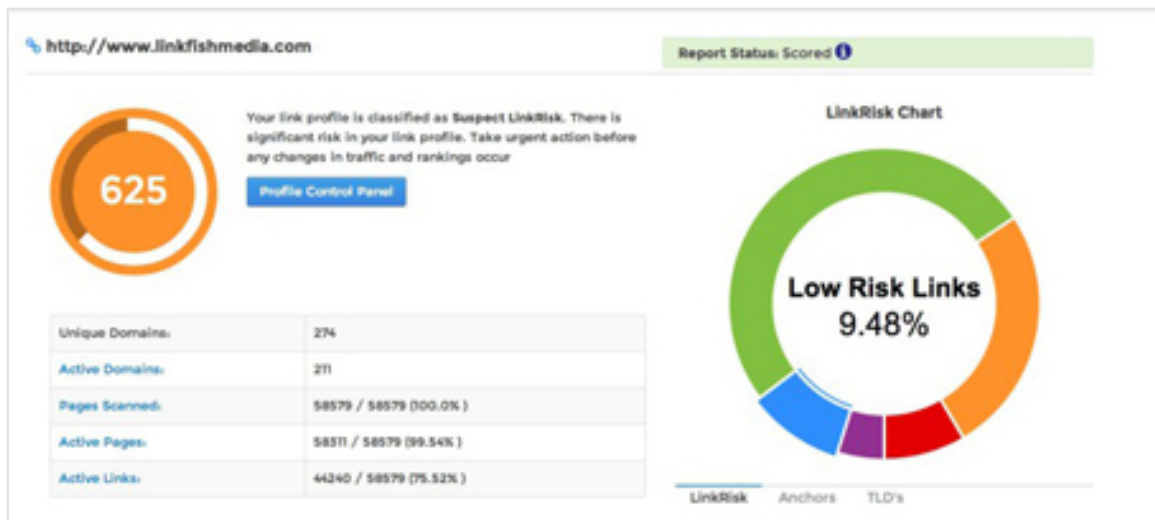 http://www.linkfishmedia.com
Report Status: Scored
625
Your link profile is classified as Suspect LinkRisk. There is
significant risk in your link profile. Take urgent action before
any changes in traffic and rankings occur
Profile Control Panel
Unique Domains: 274
Active Domains: 211
Pages Scanned: 58579 / 58579 (100.0% )
Active Pages: 58311 / 58579 (99.54% )
Active Links: 44240 / 58579 (75.52% )
LinkRisk Chart
Low Risk Links
9.48%
LinkRisk Anchors TLD's